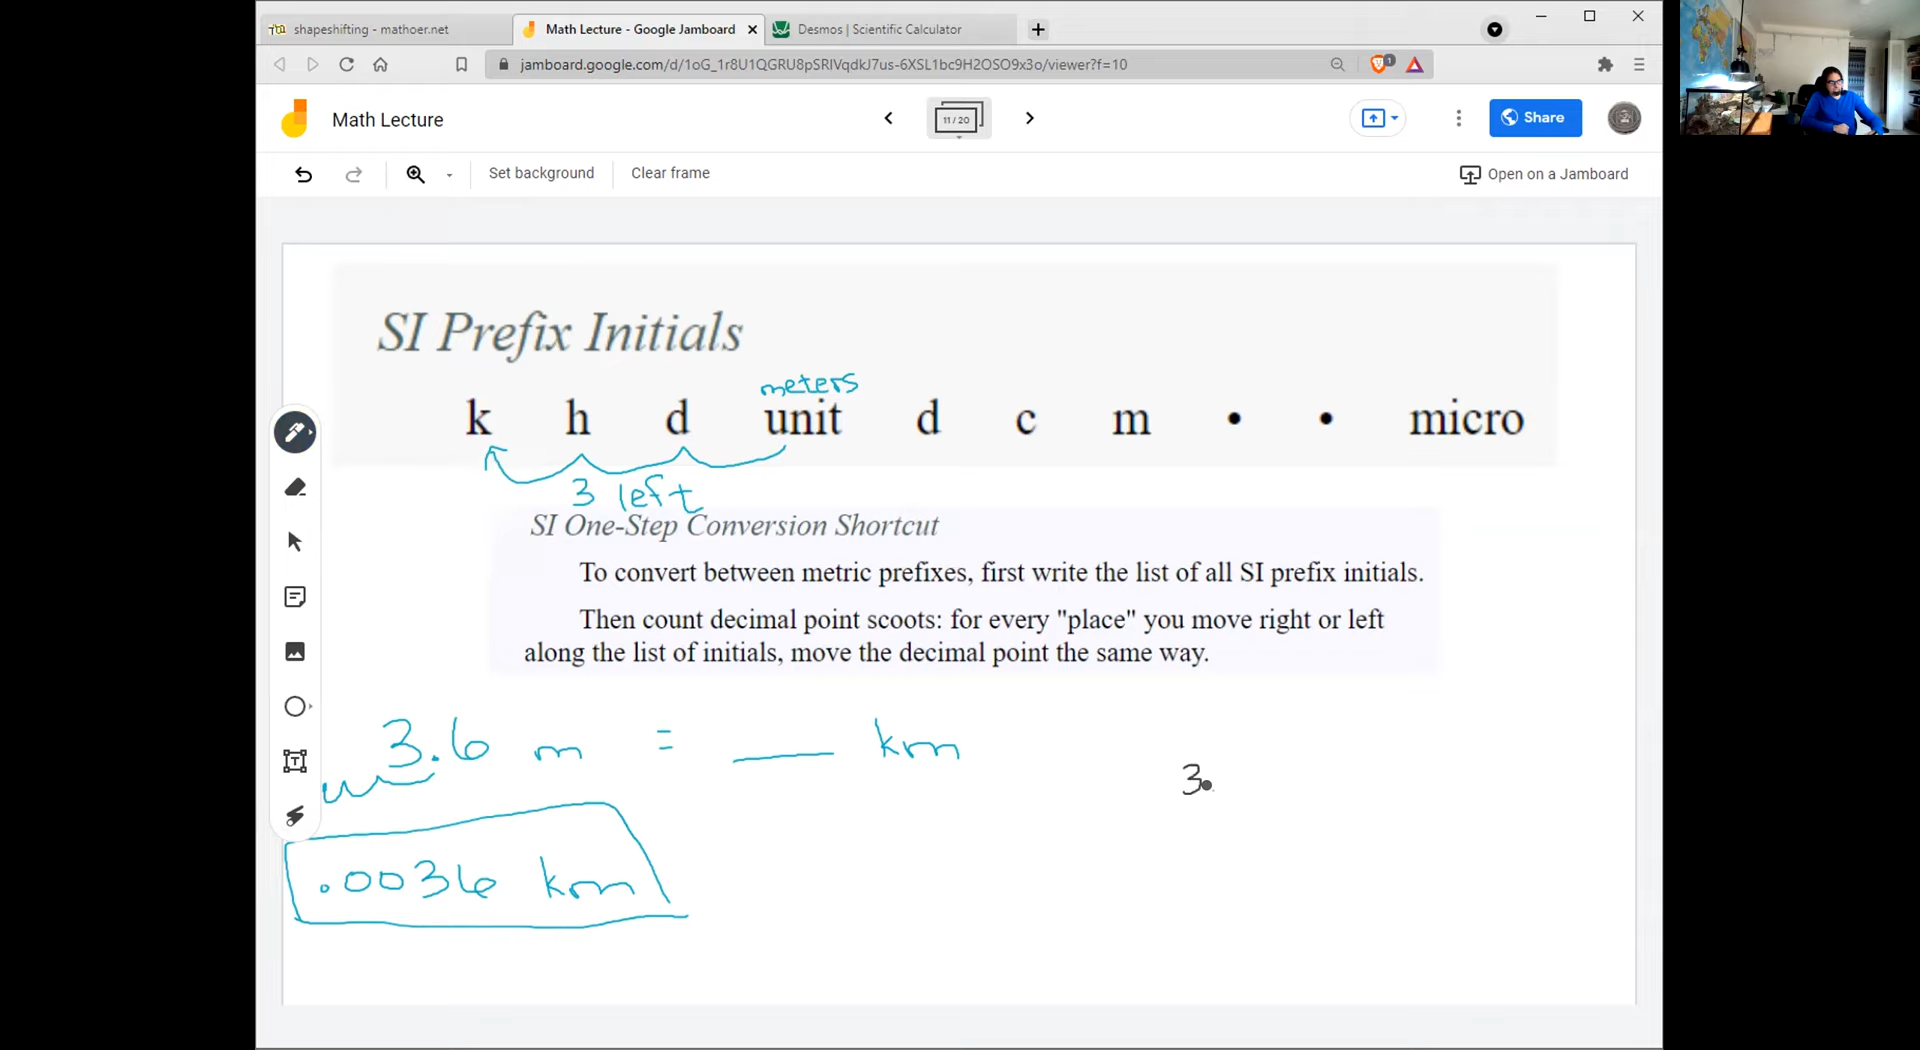 shapeshifting - mathoer.net
Math Lecture - Google Jamboard
Desmos | Scientific Calculator
jamboard.google.com/d/1oG_1r8U1QGRU8pSRIVqdkJ7us-6XSL1bc9H2OSO9x3o/viewer?f=10
1
Math Lecture
11 / 20
Share
Set background
Clear frame
Open on a Jamboard
SI Prefix Initials
meters
k h d unit d c m • • micro
3 left
SI One-Step Conversion Shortcut
To convert between metric prefixes, first write the list of all SI prefix initials.
Then count decimal point scoots: for every "place" you move right or left
along the list of initials, move the decimal point the same way.
3.6 m = ___ km
3.
.0036 km